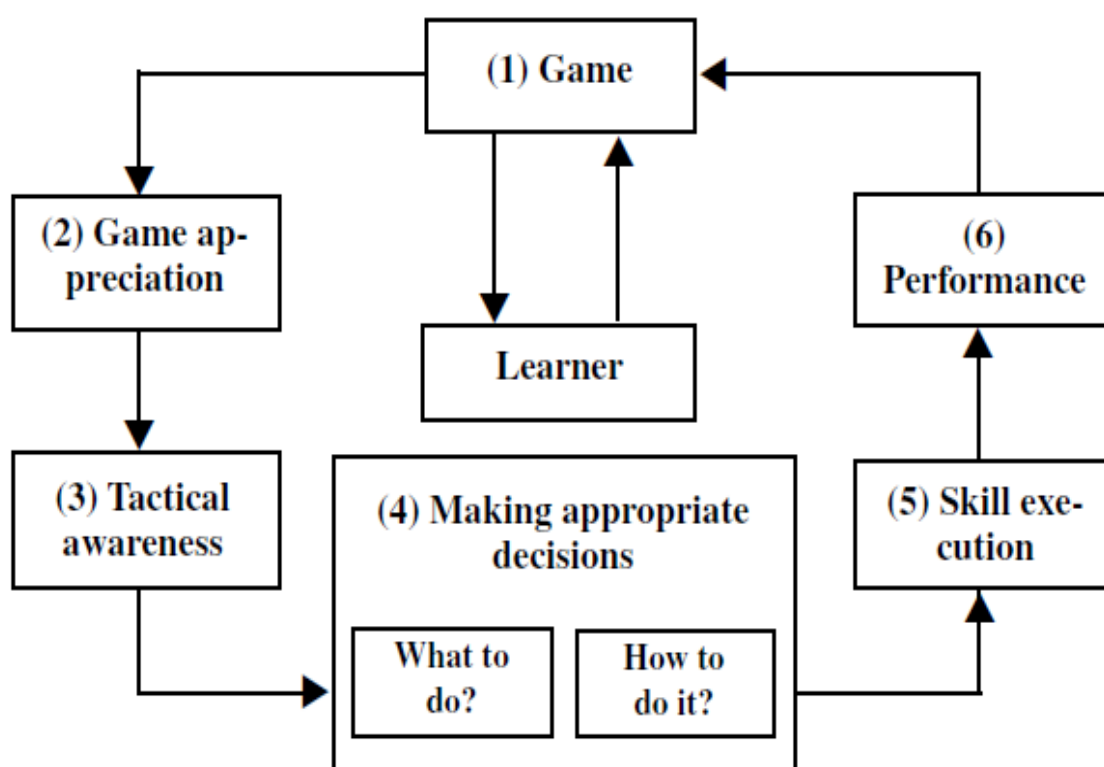 (1) Game
(2) Game ap-
preciation
(6)
Performance
Learner
(3) Tactical
awareness
(4) Making appropriate
decisions
What to
do?
How to
do it?
(5) Skill exe-
cution